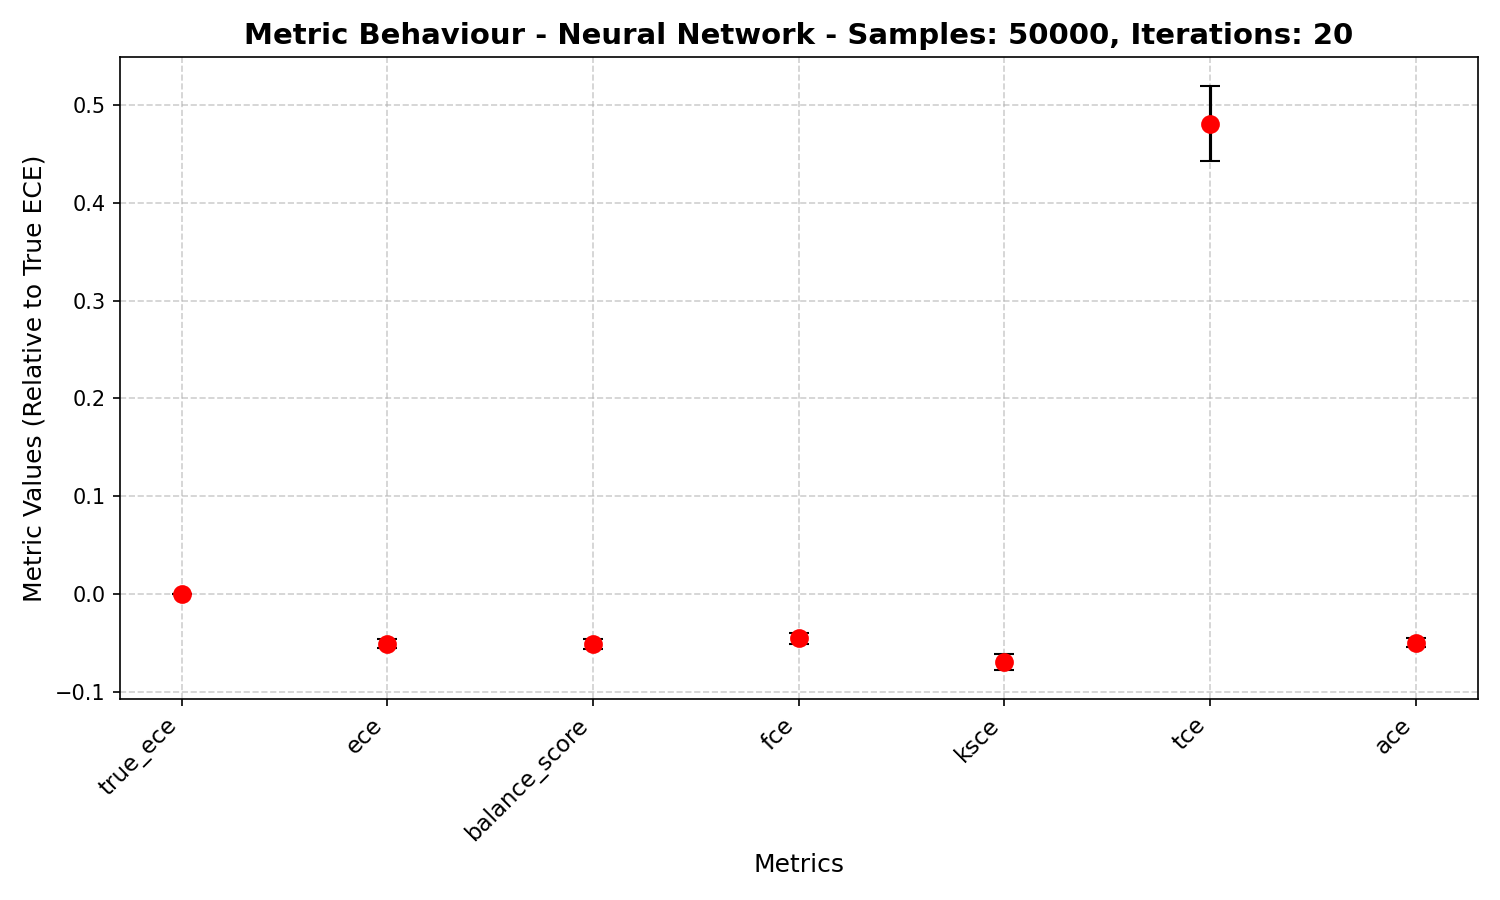 Metric Behaviour - Neural Network - Samples: 50000, Iterations: 20
Metric Values (Relative to True ECE)
0.5
0.4
0.3
0.2
0.1
0.0
−0.1
true_ece
ece
balance_score
fce
ksce
tce
ace
Metrics